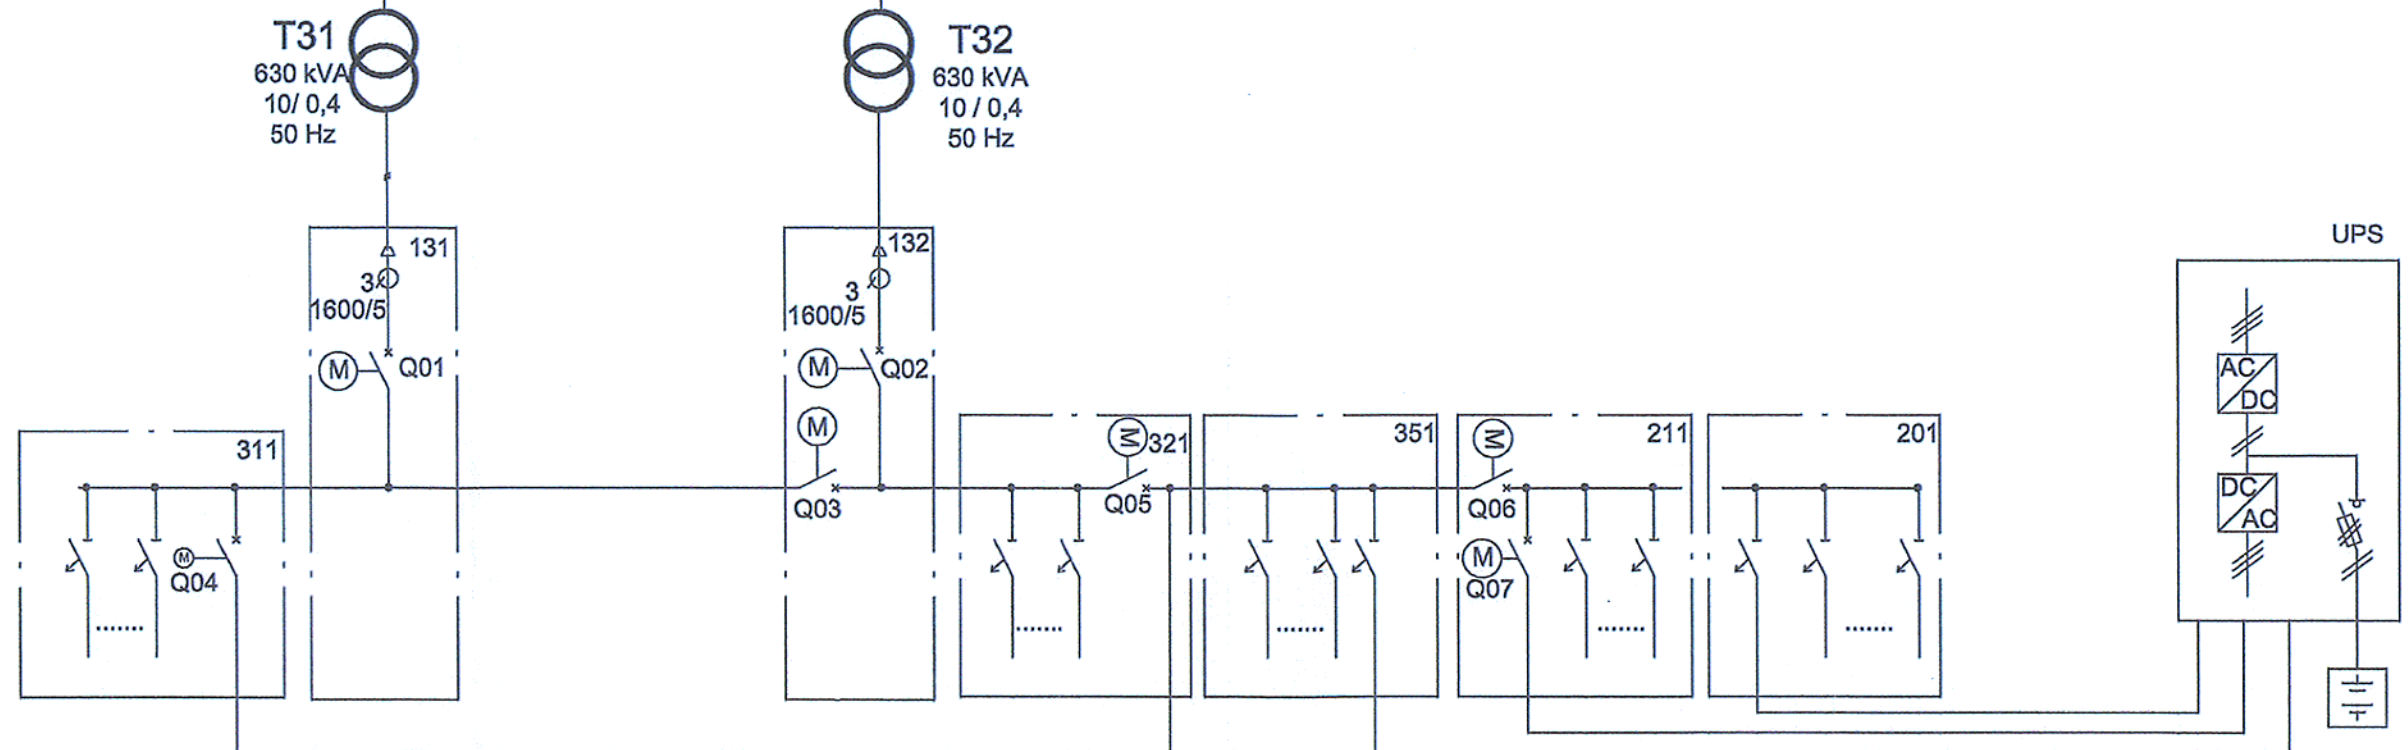 T31
630 kVA
10/ 0,4
50 Hz
T32
630 kVA
10 / 0,4
50 Hz
UPS
131
3
1600/5
M
Q01
132
3
1600/5
M
Q02
M
Q03
311
M
Q04
M
321
Q05
351
M
211
Q06
M
Q07
201
AC
DC
DC
AC